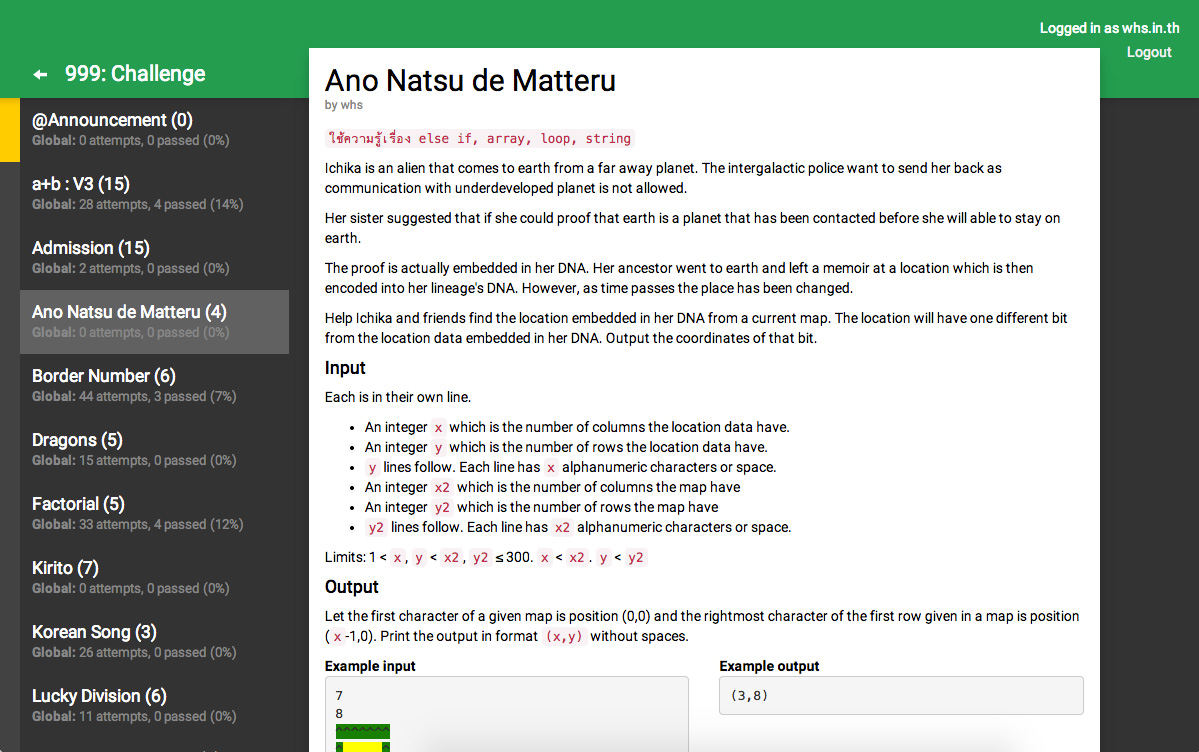 Logged in as whs.in.th
Logout
999: Challenge
@Announcement (0)
Global: 0 attempts, 0 passed (0%)
a+b : V3 (15)
Global: 28 attempts, 4 passed (14%)
Admission (15)
Global: 2 attempts, 0 passed (0%)
Ano Natsu de Matteru (4)
Global: 0 attempts, 0 passed (0%)
Border Number (6)
Global: 44 attempts, 3 passed (7%)
Dragons (5)
Global: 15 attempts, 0 passed (0%)
Factorial (5)
Global: 33 attempts, 4 passed (12%)
Kirito (7)
Global: 0 attempts, 0 passed (0%)
Korean Song (3)
Global: 26 attempts, 0 passed (0%)
Lucky Division (6)
Global: 11 attempts, 0 passed (0%)
Ano Natsu de Matteru
by whs
ใช้ความรู้เรื่อง else if, array, loop, string
Ichika is an alien that comes to earth from a far away planet. The intergalactic police want to send her back as
communication with underdeveloped planet is not allowed.
Her sister suggested that if she could proof that earth is a planet that has been contacted before she will able to stay on
earth.
The proof is actually embedded in her DNA. Her ancestor went to earth and left a memoir at a location which is then
encoded into her lineage's DNA. However, as time passes the place has been changed.
Help Ichika and friends find the location embedded in her DNA from a current map. The location will have one different bit
from the location data embedded in her DNA. Output the coordinates of that bit.
Input
Each is in their own line.
• An integer x which is the number of columns the location data have.
• An integer y which is the number of rows the location data have.
• y lines follow. Each line has x alphanumeric characters or space.
• An integer x2 which is the number of columns the map have
• An integer y2 which is the number of rows the map have
• y2 lines follow. Each line has x2 alphanumeric characters or space.
Limits: 1 < x , y < x2 , y2 ≤ 300. x < x2 . y < y2
Output
Let the first character of a given map is position (0,0) and the rightmost character of the first row given in a map is position
( x -1,0). Print the output in format (x,y) without spaces.
Example input
7
8
^^^^^^^
^ ^
Example output
(3,8)